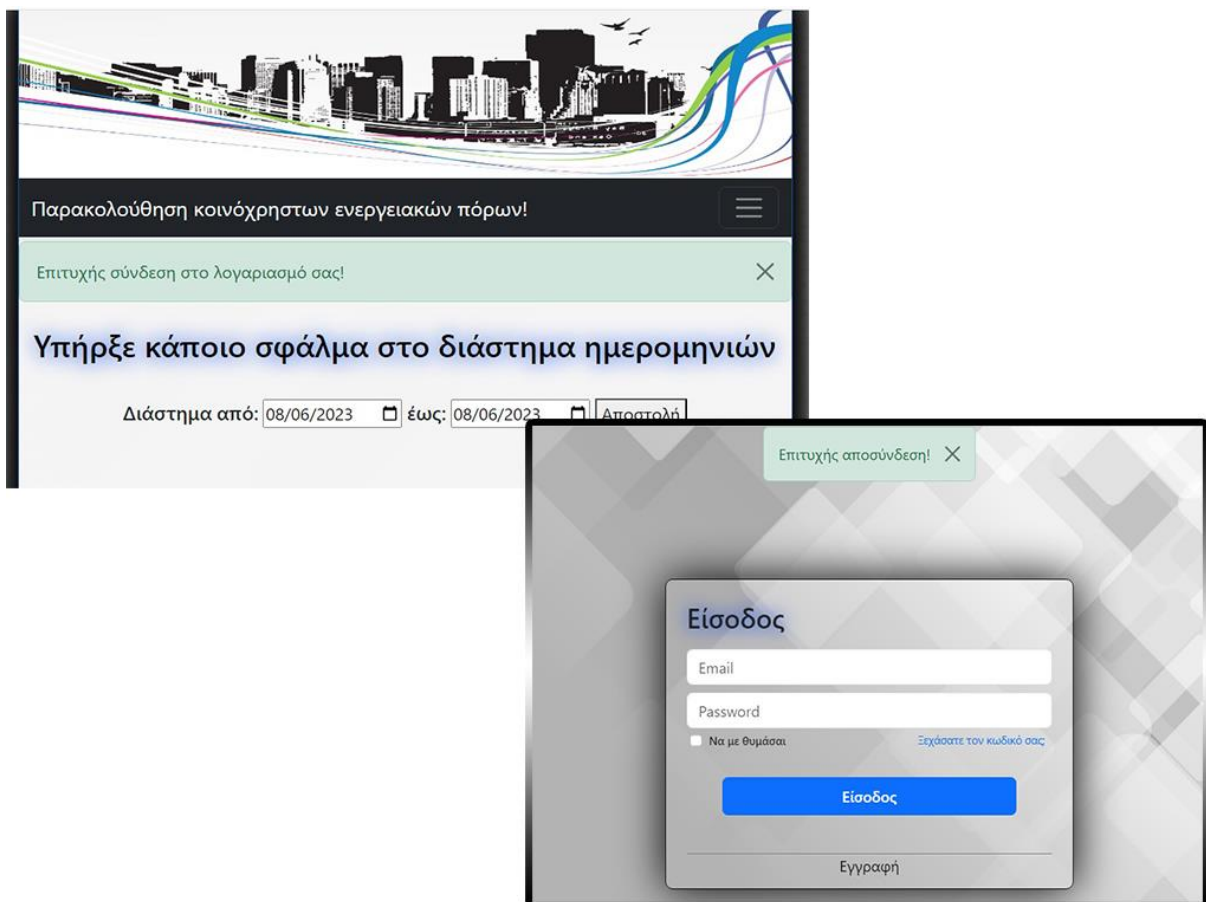 Παρακολούθηση κοινόχρηστων ενεργειακών πόρων!
Επιτυχής σύνδεση στο λογαριασμό σας!
Υπήρξε κάποιο σφάλμα στο διάστημα ημερομηνιών
Διάστημα από: 08/06/2023 έως: 08/06/2023 Αποστολή
Επιτυχής αποσύνδεση!
Είσοδος
Email
Password
Να με θυμάσαι Ξεχάσατε τον κωδικό σας;
Είσοδος
Εγγραφή